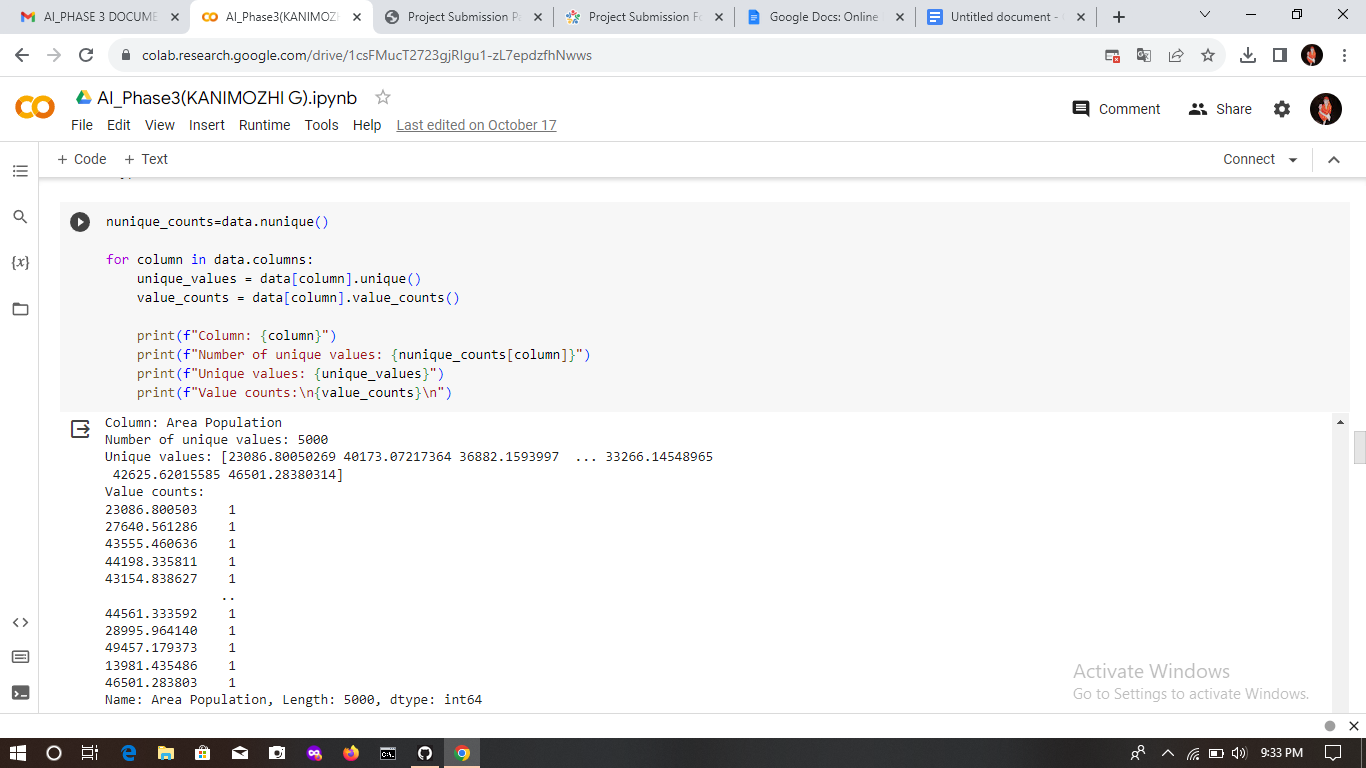 AI_PHASE 3 DOCUME
AI_Phase3(KANIMOZH
Project Submission Pa
Project Submission Fo
Google Docs: Online
Untitled document -
colab.research.google.com/drive/1csFMucT2723gjRIgu1-zL7epdzfhNwws
AI_Phase3(KANIMOZHI G).ipynb
Comment
Share
File Edit View Insert Runtime Tools Help Last edited on October 17
+ Code + Text
Connect
nunique_counts=data.nunique()
for column in data.columns:
unique_values = data[column].unique()
value_counts = data[column].value_counts()
print(f"Column: {column}")
print(f"Number of unique values: {nunique_counts[column]}")
print(f"Unique values: {unique_values}")
print(f"Value counts:\n{value_counts}\n")
{x}
Column: Area Population
Number of unique values: 5000
Unique values: [23086.80050269 40173.07217364 36882.1593997 ... 33266.14548965
42625.62015585 46501.28380314]
Value counts:
23086.800503 1
27640.561286 1
43555.460636 1
44198.335811 1
43154.838627 1
..
44561.333592 1
28995.964140 1
49457.179373 1
13981.435486 1
46501.283803 1
Name: Area Population, Length: 5000, dtype: int64
Activate Windows
Go to Settings to activate Windows.
9:33 PM